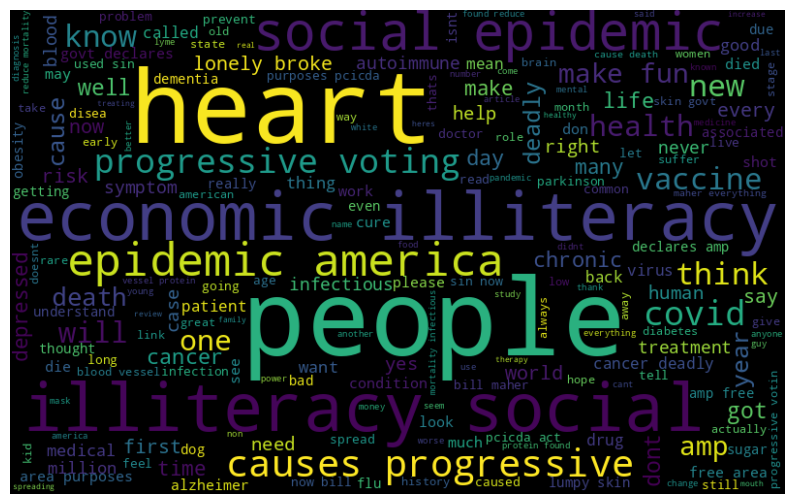 problem prevent old called social epidemic isnt good due
found reduce said increase
diagnosis reduce mortality
lyme
know blood govt declares state real
lonely broke autoimmune mean cause death women last
used sin purposes pcicda thats brain died stage
may well dementia heart make make fun new
number come known
disea way help deadly month skin govt life every
take cause treating article mental healthy
obesity now early better white heres doctor role don health associated
medicine
progressive voting day right many let never live shot
risk symptom really thing read parkinson suffer vaccine
pandemic
getting american work common maher everything
economic illiteracy
even cure name didnt
rare food declares amp
doesnt epidemic america chronic back think
vessel protein going age infectious please sin now virus human say
depressed death young low
understand case patient people study thank away covid give
will review great family always everything diabetes anyone
thought link one another treatment year guy
long cancer see mortality infectious
die blood vessel infection want yes world hope cancer deadly tell
power bad condition therapy use bill maher cant amp free
mask money seem actually
illiteracy social look got progressive votin
america non worse
kid medical first dog need spread much pcicda act drug dont amp sugar
million feel protein found
area purposes time causes progressive free area
alzheimer now bill flu history caused lumpy skin still change mouth
spreading